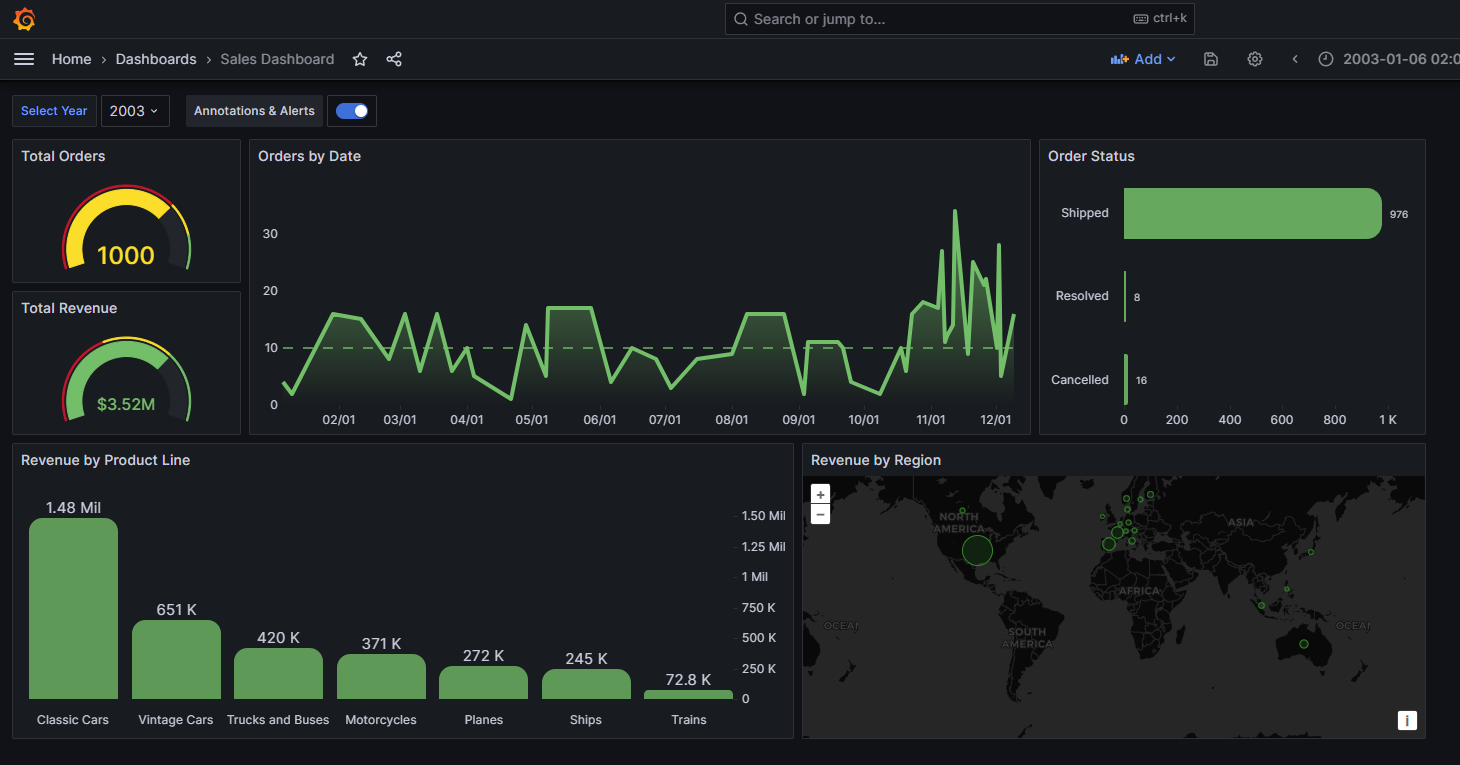 Search or jump to... ctrl+k
Home › Dashboards › Sales Dashboard Add 2003-01-06 02:0
Select Year 2003 Annotations & Alerts
Total Orders
1000
Total Revenue
$3.52M
Orders by Date
30
20
10
0
02/01 03/01 04/01 05/01 06/01 07/01 08/01 09/01 10/01 11/01 12/01
Order Status
Shipped 976
Resolved 8
Cancelled 16
0 200 400 600 800 1 K
Revenue by Product Line
1.48 Mil
651 K
420 K
371 K
272 K
245 K
72.8 K
1.50 Mil
1.25 Mil
1 Mil
750 K
500 K
250 K
0
Classic Cars Vintage Cars Trucks and Buses Motorcycles Planes Ships Trains
Revenue by Region
+
−
NORTH
AMERICA
ASIA
AFRICA
OCEAN
SOUTH
AMERICA
OCEAN
i